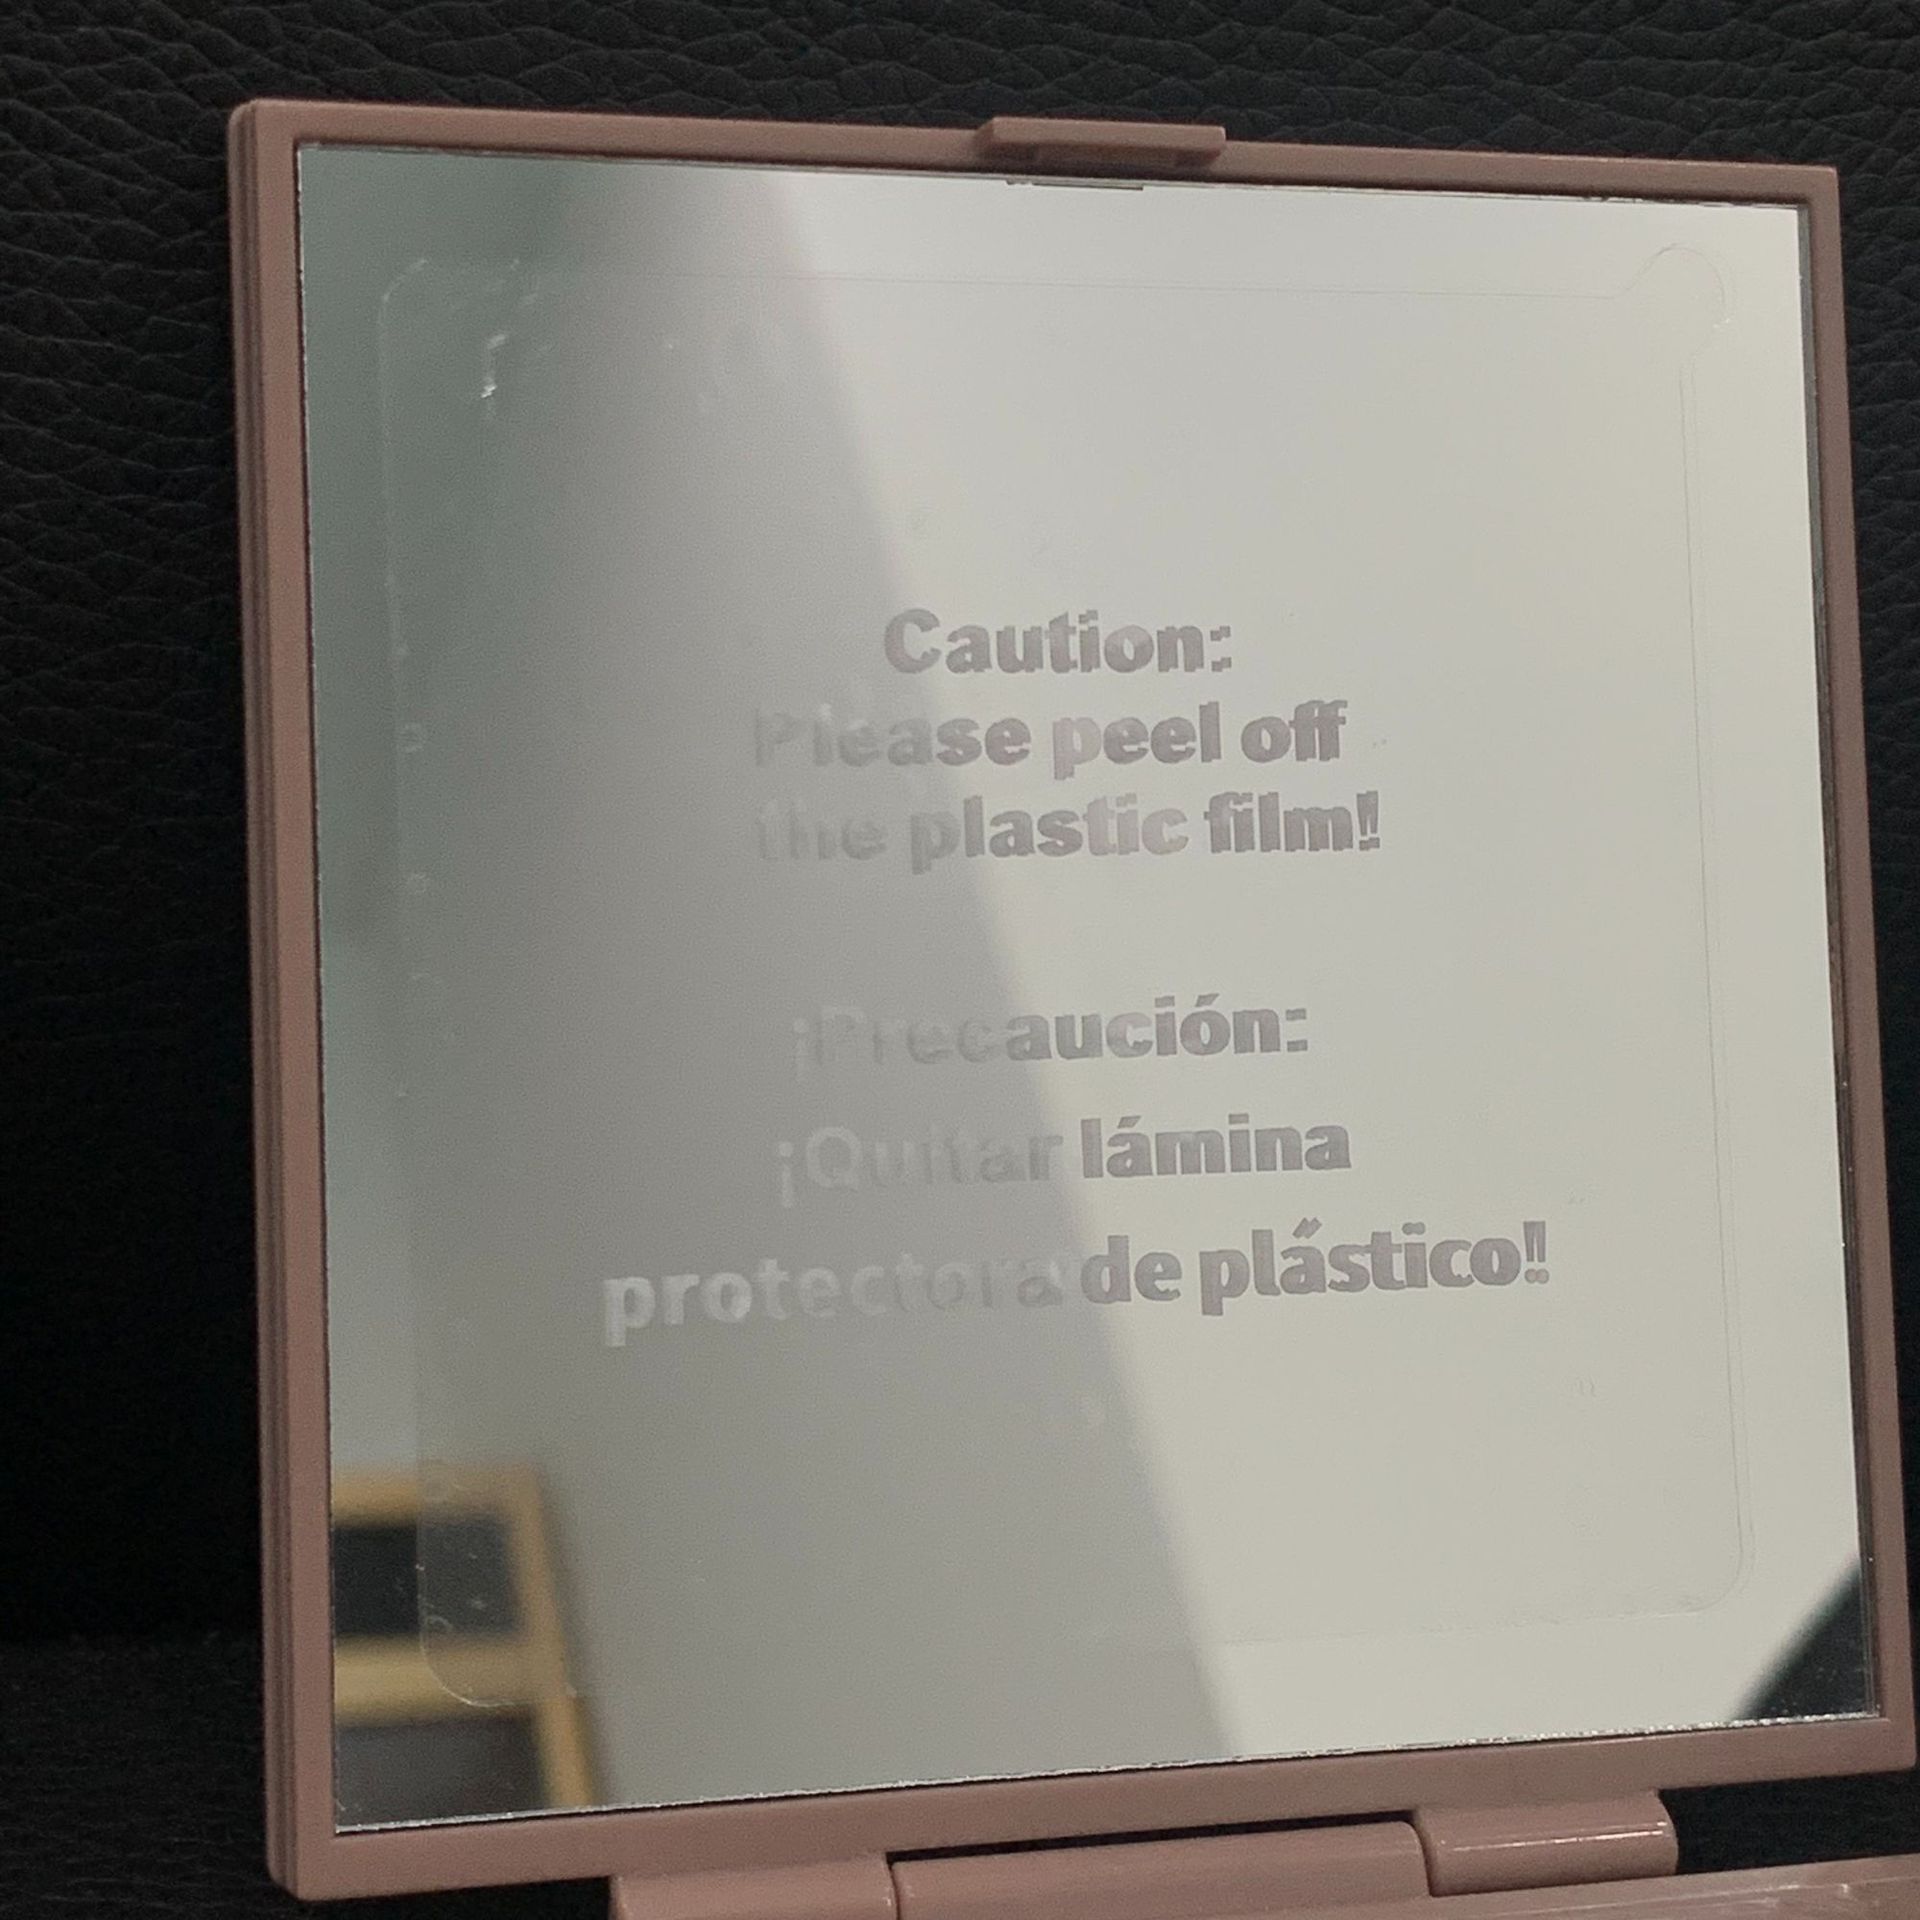 Caution:
Please peel off
the plastic film!
¡Precaución:
¡Quitar lámina
protectora de plástico!